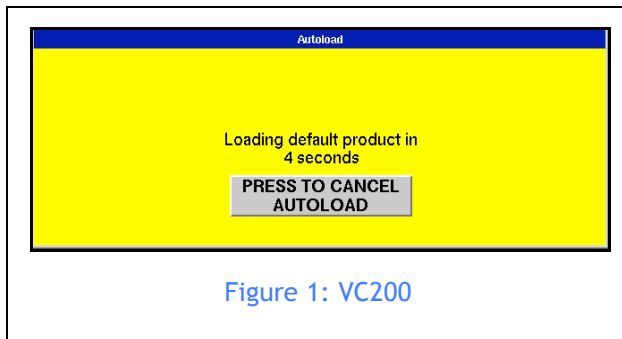 Autoload
Loading default product in
4 seconds
PRESS TO CANCEL
AUTOLOAD
Figure 1: VC200